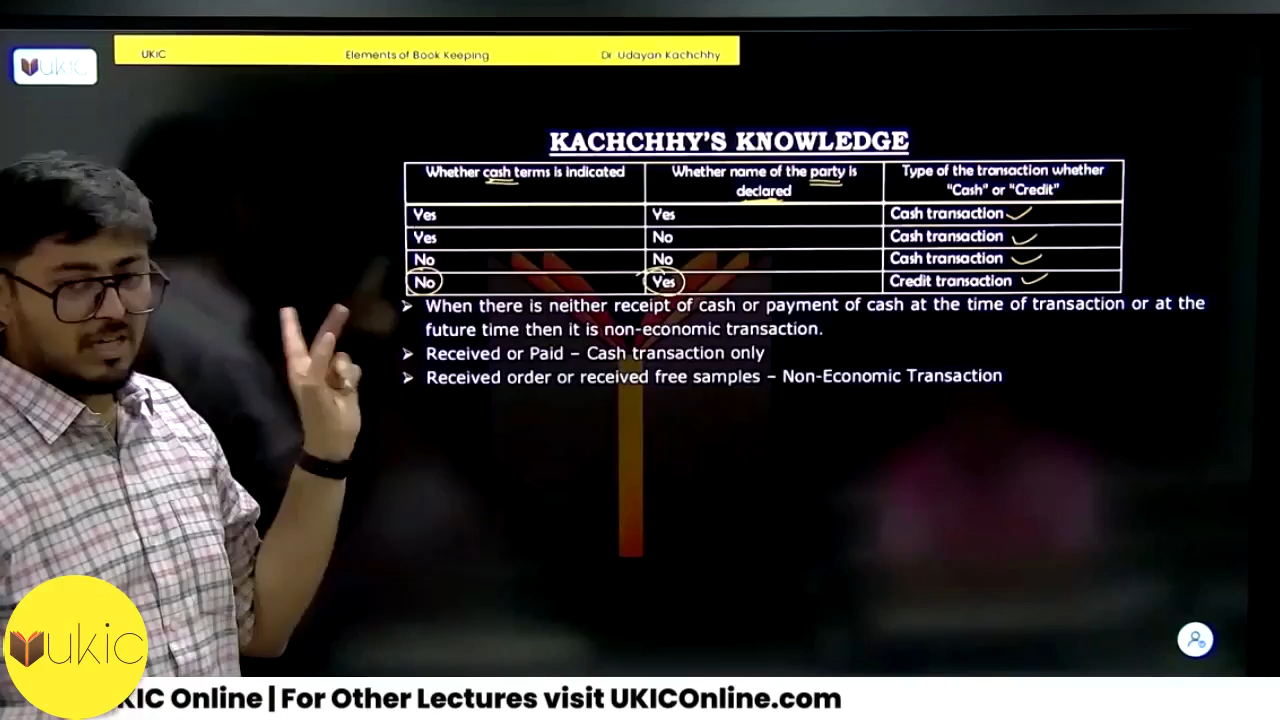 ukic
UKIC Elements of Book Keeping Dr. Udayan Kachchhy
KACHCHHY'S KNOWLEDGE
Whether cash terms is Indicated
Whether name of the party is
declared
Type of the transaction whether
"Cash" or "Credit"
Yes Yes Cash transaction
Yes No Cash transaction
No No Cash transaction
No Yes Credit transaction
➢ When there is neither receipt of cash or payment of cash at the time of transaction or at the
future time then it is non-economic transaction.
➢ Received or Paid – Cash transaction only
➢ Received order or received free samples – Non-Economic Transaction
ukic
KIC Online | For Other Lectures visit UKICOnline.com